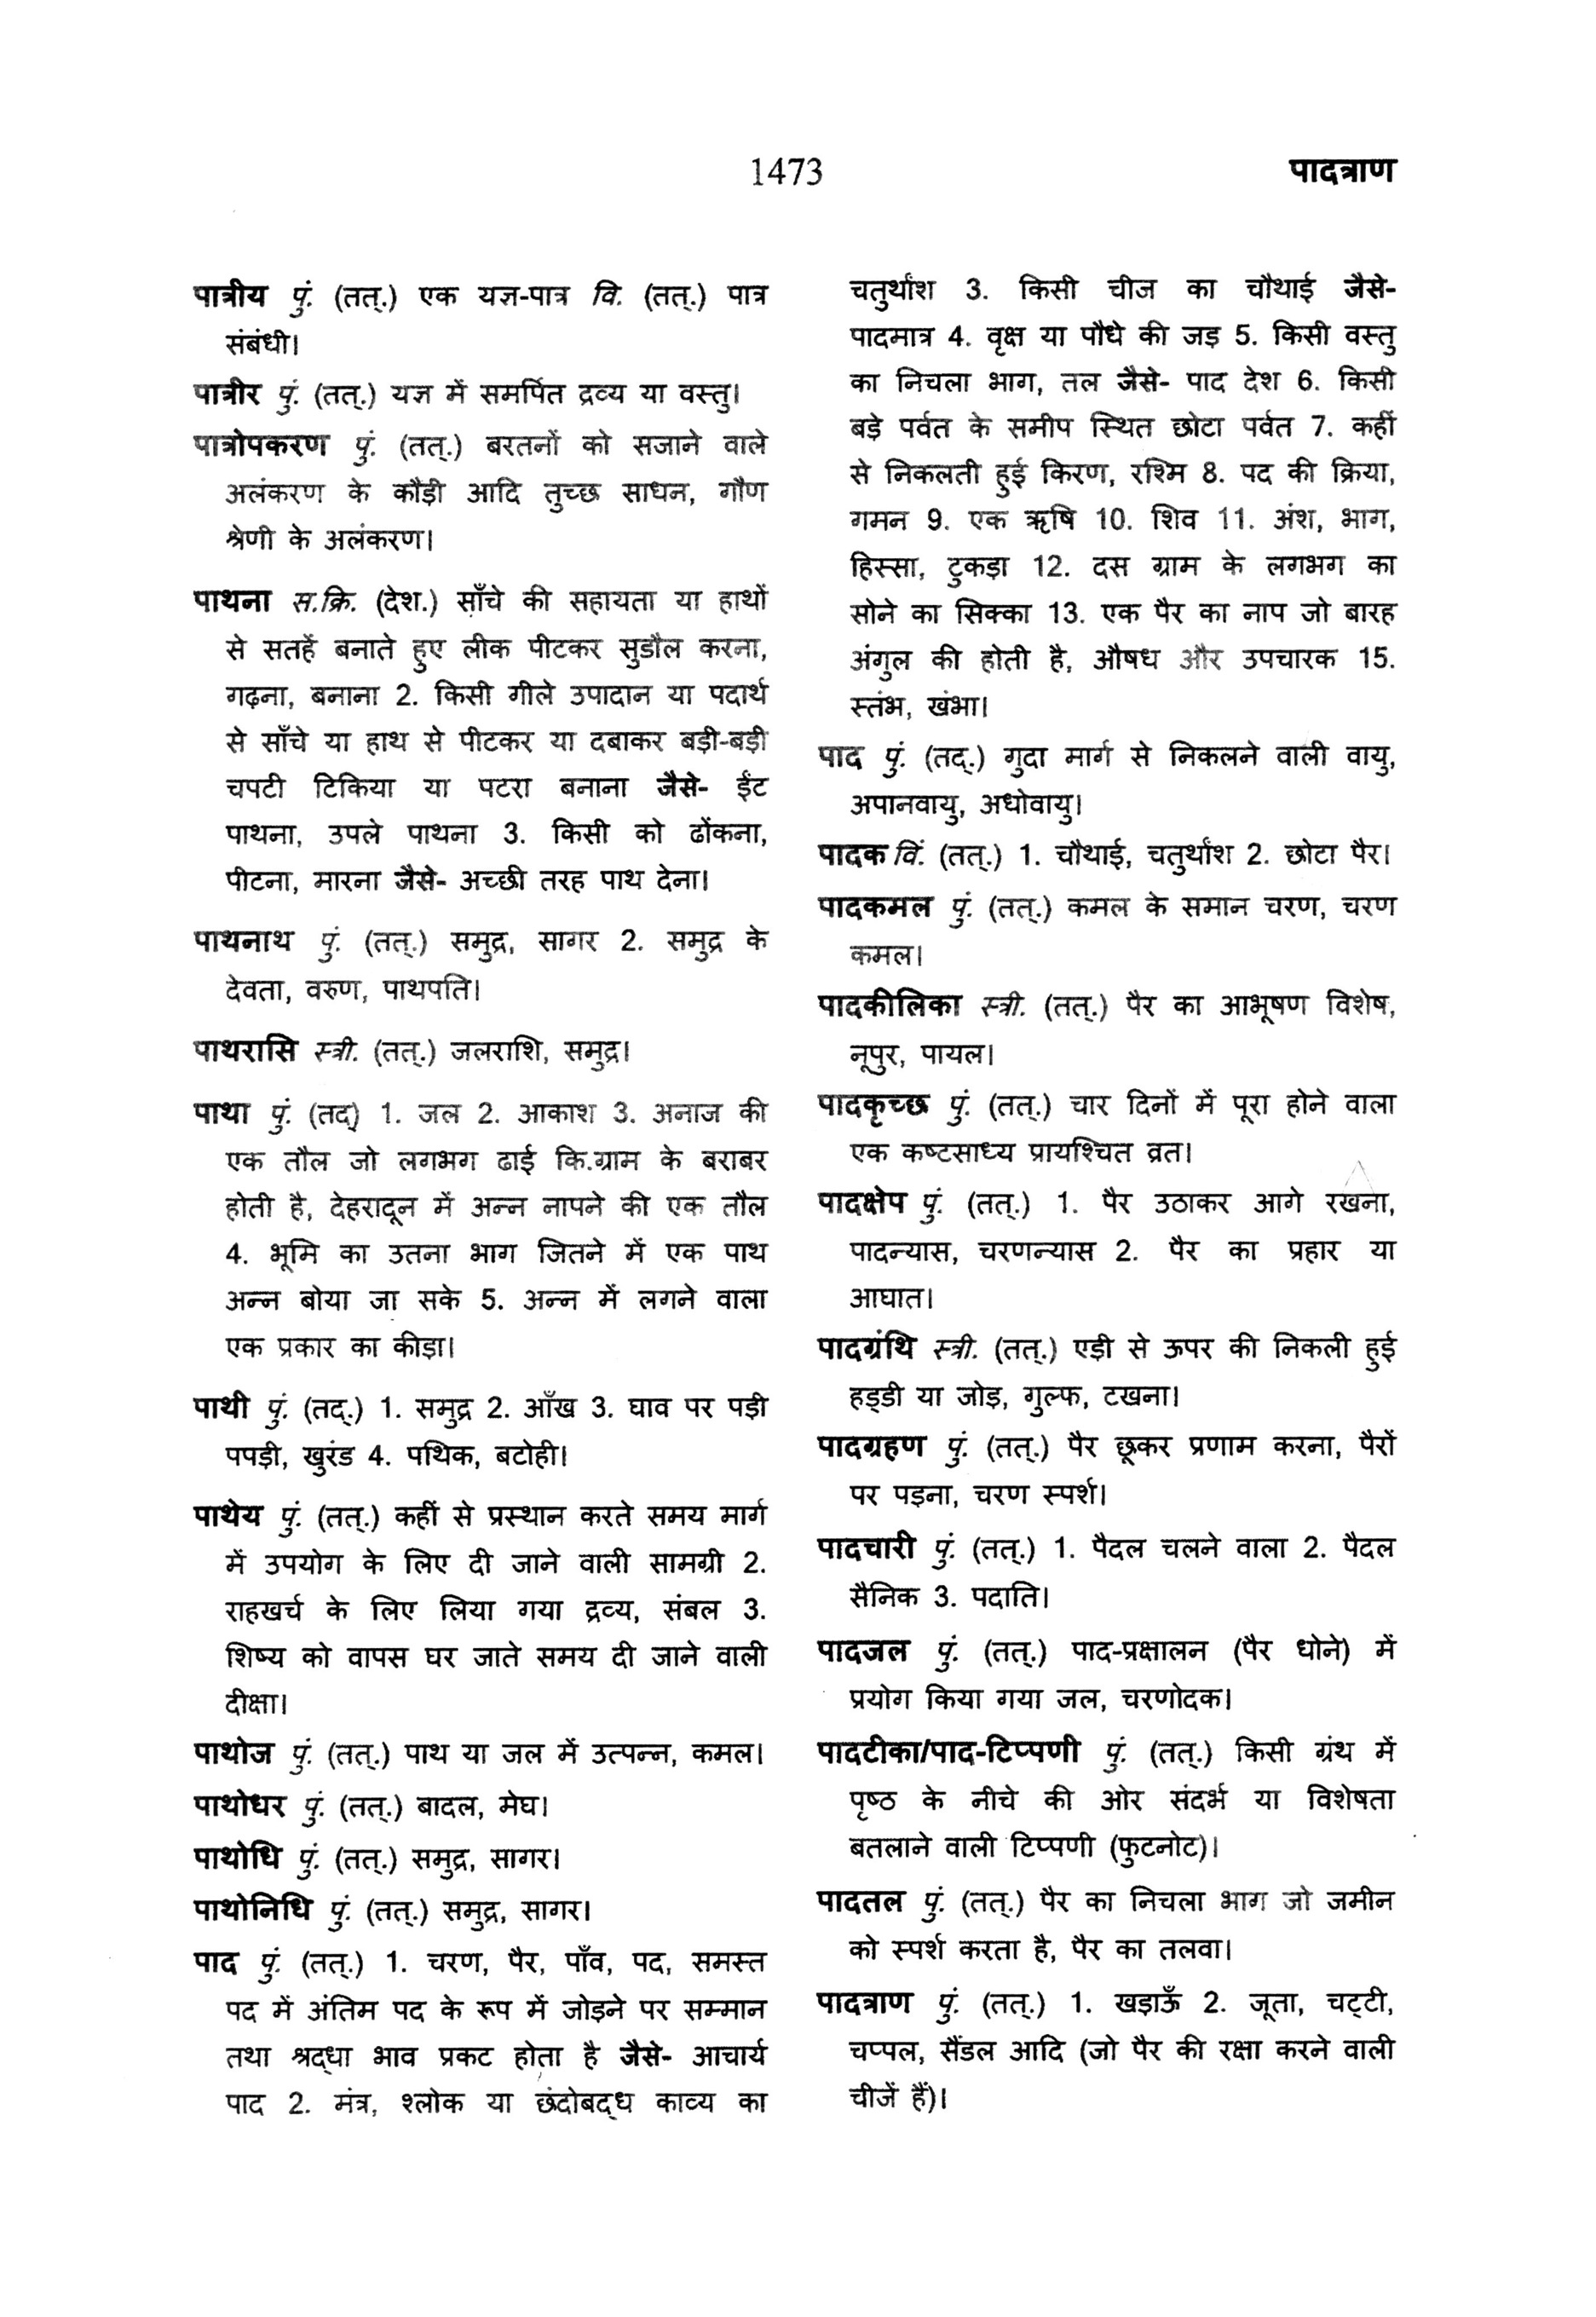 1473
पादत्राण
पात्रीय पुं. (तत्.) एक यज्ञ-पात्र वि. (तत्.) पात्र
संबंधी।
पात्रीर पुं. (तत्.) यज्ञ में समर्पित द्रव्य या वस्तु।
पात्रोपकरण पुं. (तत्.) बरतनों को सजाने वाले
अलंकरण के कौड़ी आदि तुच्छ साधन, गौण
श्रेणी के अलंकरण।
पाथना स.क्रि. (देश.) साँचे की सहायता या हाथों
से सतहें बनाते हुए लीक पीटकर सुडौल करना,
गढ़ना, बनाना 2. किसी गीले उपादान या पदार्थ
से साँचे या हाथ से पीटकर या दबाकर बड़ी-बड़ी
चपटी टिकिया या पटरा बनाना जैसे- ईंट
पाथना, उपले पाथना 3. किसी को ढोंकना,
पीटना, मारना जैसे- अच्छी तरह पाथ देना।
पाथनाथ पुं. (तत्.) समुद्र, सागर 2. समुद्र के
देवता, वरुण, पाथपति।
पाथरासि स्त्री. (तत्.) जलराशि, समुद्र।
पाथा पुं. (तद्) 1. जल 2. आकाश 3. अनाज की
एक तौल जो लगभग ढाई कि.ग्राम के बराबर
होती है, देहरादून में अन्न नापने की एक तौल
4. भूमि का उतना भाग जितने में एक पाथ
अन्न बोया जा सके 5. अन्न में लगने वाला
एक प्रकार का कीड़ा।
पाथी पुं. (तद्.) 1. समुद्र 2. आँख 3. घाव पर पड़ी
पपड़ी, खुरंड 4. पथिक, बटोही।
पाथेय पुं. (तत्.) कहीं से प्रस्थान करते समय मार्ग
में उपयोग के लिए दी जाने वाली सामग्री 2.
राहखर्च के लिए लिया गया द्रव्य, संबल 3.
शिष्य को वापस घर जाते समय दी जाने वाली
दीक्षा।
पाथोज पुं. (तत्.) पाथ या जल में उत्पन्न, कमल।
पाथोधर पुं. (तत्.) बादल, मेघ।
पाथोधि पुं. (तत्.) समुद्र, सागर।
पाथोनिधि पुं. (तत्.) समुद्र, सागर।
पाद पुं. (तत्.) 1. चरण, पैर, पाँव, पद, समस्त
पद में अंतिम पद के रूप में जोड़ने पर सम्मान
तथा श्रद्धा भाव प्रकट होता है जैसे- आचार्य
पाद 2. मंत्र, श्लोक या छंदोबद्ध काव्य का
चतुर्थांश 3. किसी चीज का चौथाई जैसे-
पादमात्र 4. वृक्ष या पौधे की जड़ 5. किसी वस्तु
का निचला भाग, तल जैसे- पाद देश 6. किसी
बड़े पर्वत के समीप स्थित छोटा पर्वत 7. कहीं
से निकलती हुई किरण, रश्मि 8. पद की क्रिया,
गमन 9. एक ऋषि 10. शिव 11. अंश, भाग,
हिस्सा, टुकड़ा 12. दस ग्राम के लगभग का
सोने का सिक्का 13. एक पैर का नाप जो बारह
अंगुल की होती है, औषध और उपचारक 15.
स्तंभ, खंभा।
पाद पुं. (तद्.) गुदा मार्ग से निकलने वाली वायु,
अपानवायु, अधोवायु।
पादक विं. (तत्.) 1. चौथाई, चतुर्थांश 2. छोटा पैर।
पादकमल पुं. (तत्.) कमल के समान चरण, चरण
कमल।
पादकीलिका स्त्री. (तत्.) पैर का आभूषण विशेष,
नूपुर, पायल।
पादकृच्छ पुं. (तत्.) चार दिनों में पूरा होने वाला
एक कष्टसाध्य प्रायश्चित व्रत।
पादक्षेप पुं. (तत्.) 1. पैर उठाकर आगे रखना,
पादन्यास, चरणन्यास 2. पैर का प्रहार या
आघात।
पादग्रंथि स्त्री. (तत्.) एड़ी से ऊपर की निकली हुई
हड्डी या जोड़, गुल्फ, टखना।
पादग्रहण पुं. (तत्.) पैर छूकर प्रणाम करना, पैरों
पर पड़ना, चरण स्पर्श।
पादचारी पुं. (तत्.) 1. पैदल चलने वाला 2. पैदल
सैनिक 3. पदाति।
पादजल पुं. (तत्.) पाद-प्रक्षालन (पैर धोने) में
प्रयोग किया गया जल, चरणोदक।
पादटीका/पाद-टिप्पणी पुं. (तत्.) किसी ग्रंथ में
पृष्ठ के नीचे की ओर संदर्भ या विशेषता
बतलाने वाली टिप्पणी (फुटनोट)।
पादतल पुं. (तत्.) पैर का निचला भाग जो जमीन
को स्पर्श करता है, पैर का तलवा।
पादत्राण पुं. (तत्.) 1. खड़ाऊँ 2. जूता, चट्टी,
चप्पल, सैंडल आदि (जो पैर की रक्षा करने वाली
चीजें हैं)।